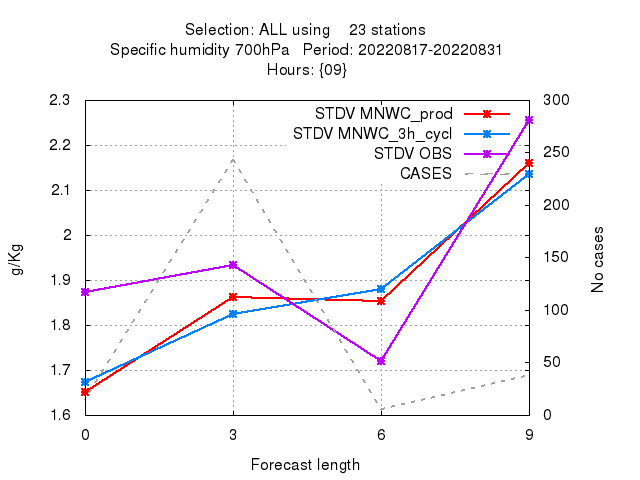 Selection: ALL using    23 stations
Specific humidity 700hPa   Period: 20220817-20220831
Hours: {09}
STDV MNWC_prod
STDV MNWC_3h_cycl
STDV OBS
CASES
2.3
2.2
2.1
2
1.9
1.8
1.7
1.6
300
250
200
150
100
50
0
g/Kg
No cases
0
3
6
9
Forecast length